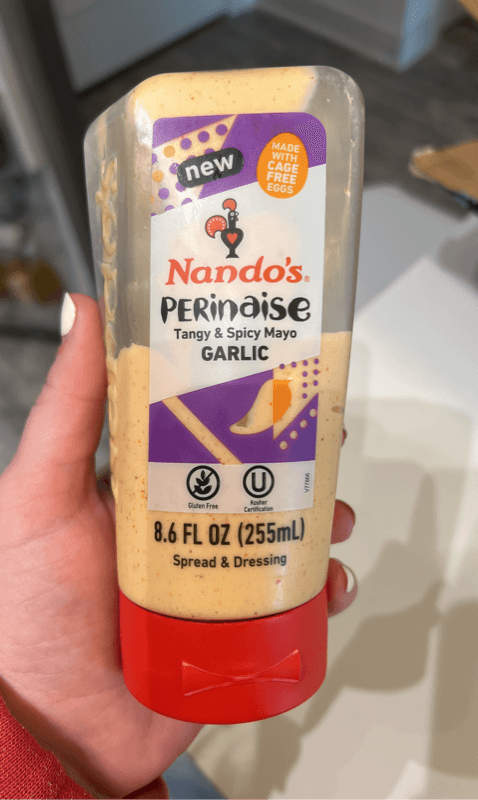 new
MADE
WITH
CAGE
FREE
EGGS
Nando's®
PERinaise
Tangy & Spicy Mayo
GARLIC
Gluten Free
U
Kosher
Certification
V77866
8.6 FL OZ (255mL)
Spread & Dressing